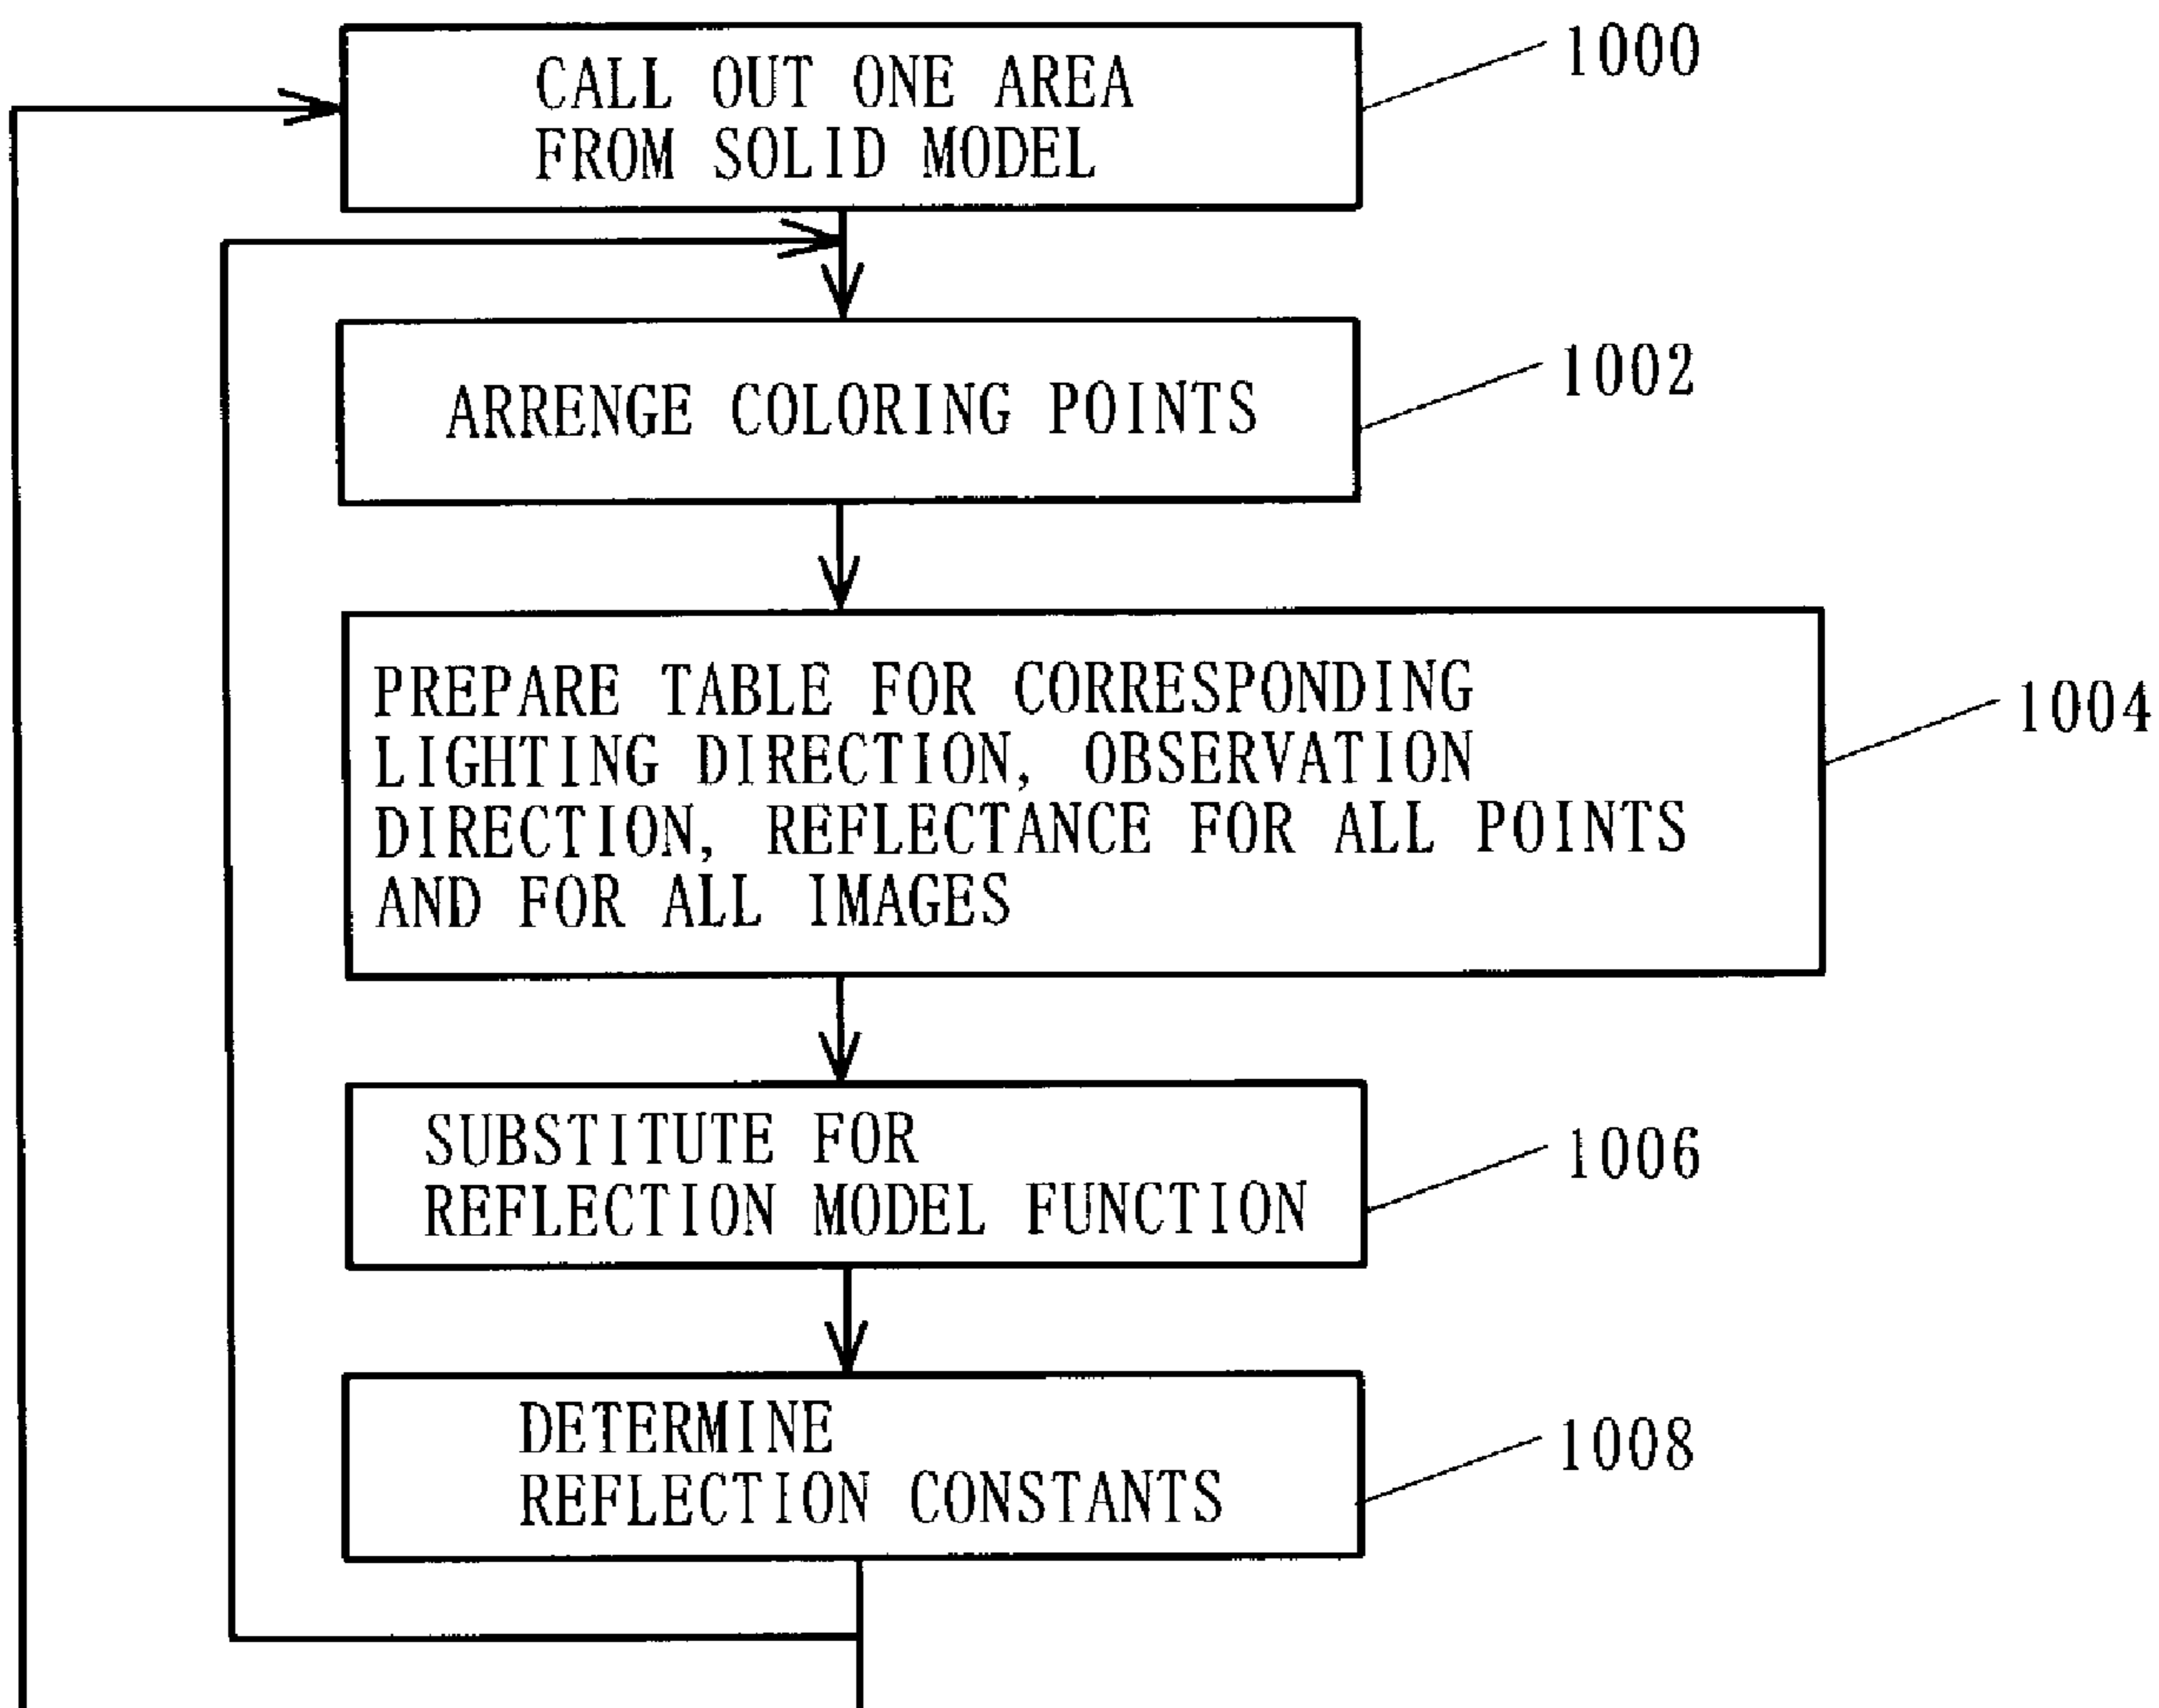 CALL OUT ONE AREA
FROM SOLID MODEL
1000
ARRENGE COLORING POINTS
1002
PREPARE TABLE FOR CORRESPONDING
LIGHTING DIRECTION, OBSERVATION
DIRECTION, REFLECTANCE FOR ALL POINTS
AND FOR ALL IMAGES
1004
SUBSTITUTE FOR
REFLECTION MODEL FUNCTION
1006
DETERMINE
REFLECTION CONSTANTS
1008